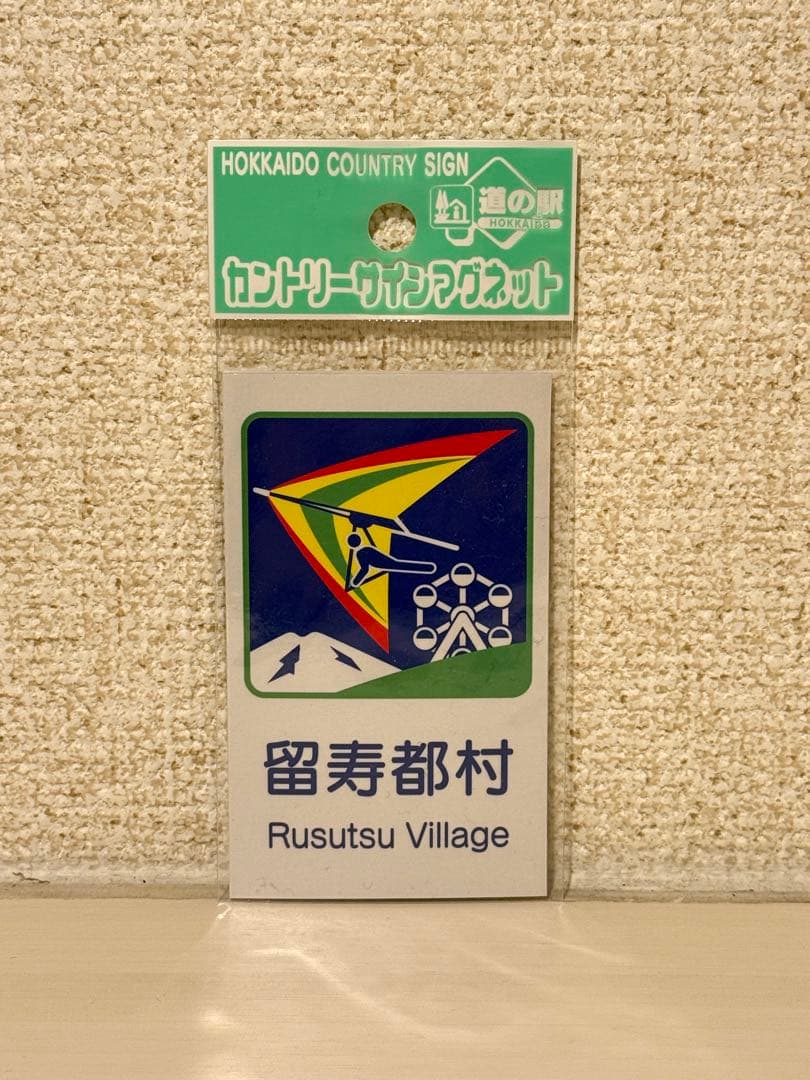 HOKKAIDO COUNTRY SIGN
道の駅
HOKKAIDO
カントリーサインマグネット
留寿都村
Rusutsu Village